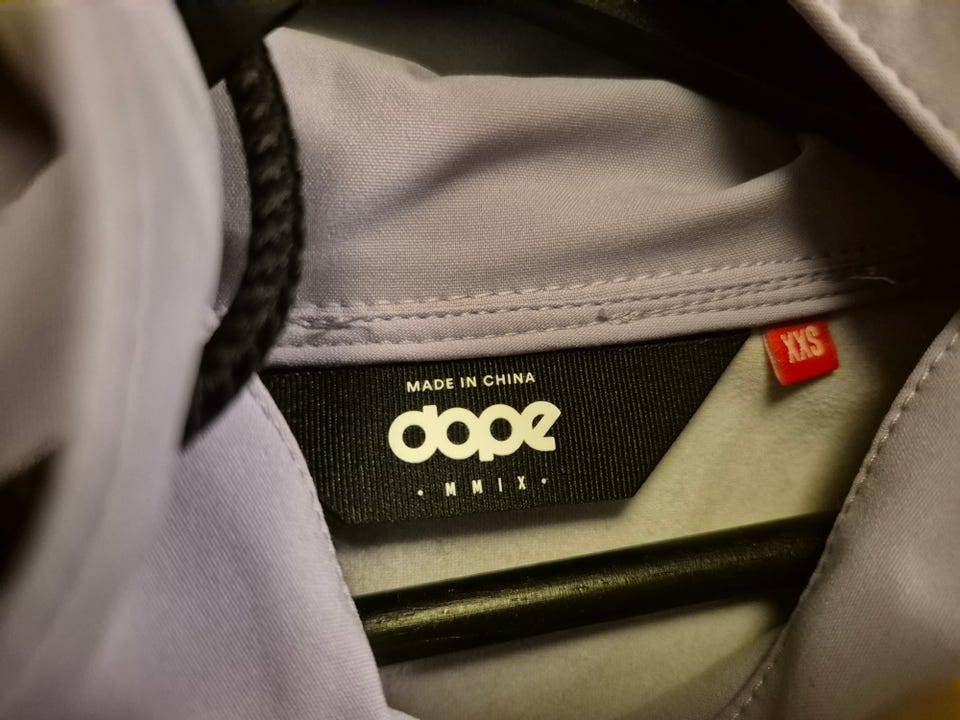 MADE IN CHINA
dope
· MMIX ·
XXS